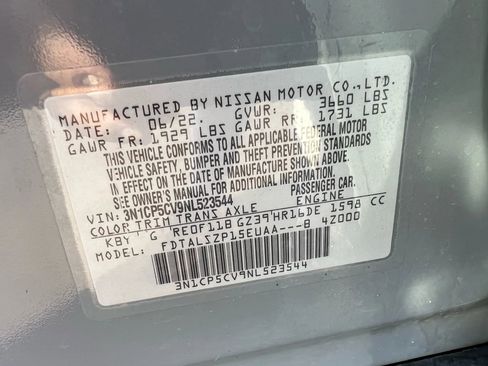 MANUFACTURED BY NISSAN MOTOR CO., LTD.
DATE: 06/22 GVWR: 3660 LBS
GAWR FR: 1929 LBS GAWR RR: 1731 LBS
THIS VEHICLE CONFORMS TO ALL APPLICABLE FEDERAL MOTOR
VEHICLE SAFETY, BUMPER AND THEFT PREVENTION STANDARDS
IN EFFECT ON THE DATE OF MANUFACTURE SHOWN ABOVE.
SEE OWNER'S MANUAL FOR ADDITIONAL INFORMATION
VIN: 3N1CP5CV9NL523544 PASSENGER CAR
COLOR TRIM TRANS AXLE ENGINE
KBY G RE0F11B GZ39 HR16DE 1598 CC
MODEL: FDTALSZP15EUAA---B 4Z000
3N1CP5CV9NL523544